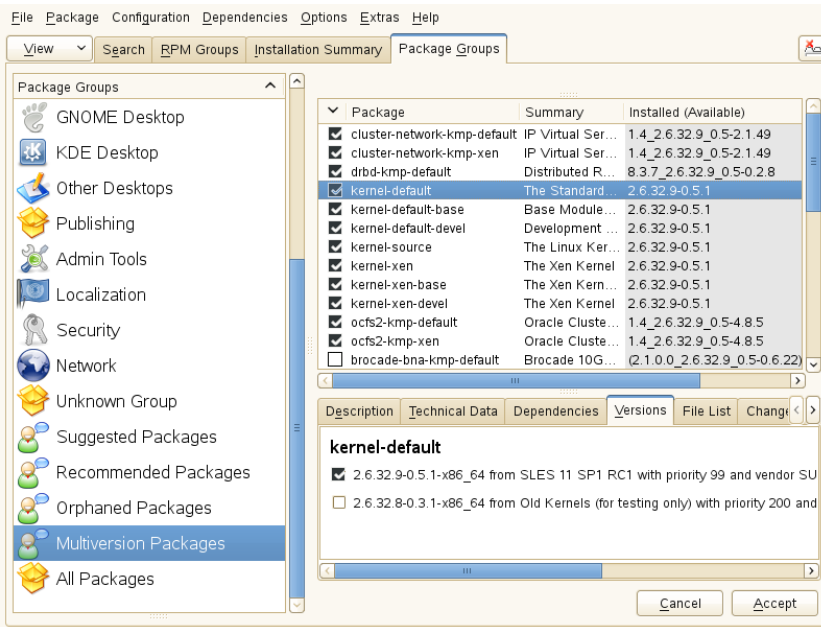 File Package Configuration Dependencies Options Extras Help
View Search RPM Groups Installation Summary Package Groups
Package Groups
GNOME Desktop
KDE Desktop
Other Desktops
Publishing
Admin Tools
Localization
Security
Network
Unknown Group
Suggested Packages
Recommended Packages
Orphaned Packages
Multiversion Packages
All Packages
Package Summary Installed (Available)
cluster-network-kmp-default IP Virtual Ser... 1.4_2.6.32.9_0.5-2.1.49
cluster-network-kmp-xen IP Virtual Ser... 1.4_2.6.32.9_0.5-2.1.49
drbd-kmp-default Distributed R... 8.3.7_2.6.32.9_0.5-0.2.8
kernel-default The Standard... 2.6.32.9-0.5.1
kernel-default-base Base Module... 2.6.32.9-0.5.1
kernel-default-devel Development ... 2.6.32.9-0.5.1
kernel-source The Linux Ker... 2.6.32.9-0.5.1
kernel-xen The Xen Kernel 2.6.32.9-0.5.1
kernel-xen-base The Xen Kern... 2.6.32.9-0.5.1
kernel-xen-devel The Xen Kernel 2.6.32.9-0.5.1
ocfs2-kmp-default Oracle Cluste... 1.4_2.6.32.9_0.5-4.8.5
ocfs2-kmp-xen Oracle Cluste... 1.4_2.6.32.9_0.5-4.8.5
brocade-bna-kmp-default Brocade 10G... (2.1.0.0_2.6.32.9_0.5-0.6.22)
Description Technical Data Dependencies Versions File List Change
kernel-default
2.6.32.9-0.5.1-x86_64 from SLES 11 SP1 RC1 with priority 99 and vendor SU
2.6.32.8-0.3.1-x86_64 from Old Kernels (for testing only) with priority 200 and
Cancel Accept